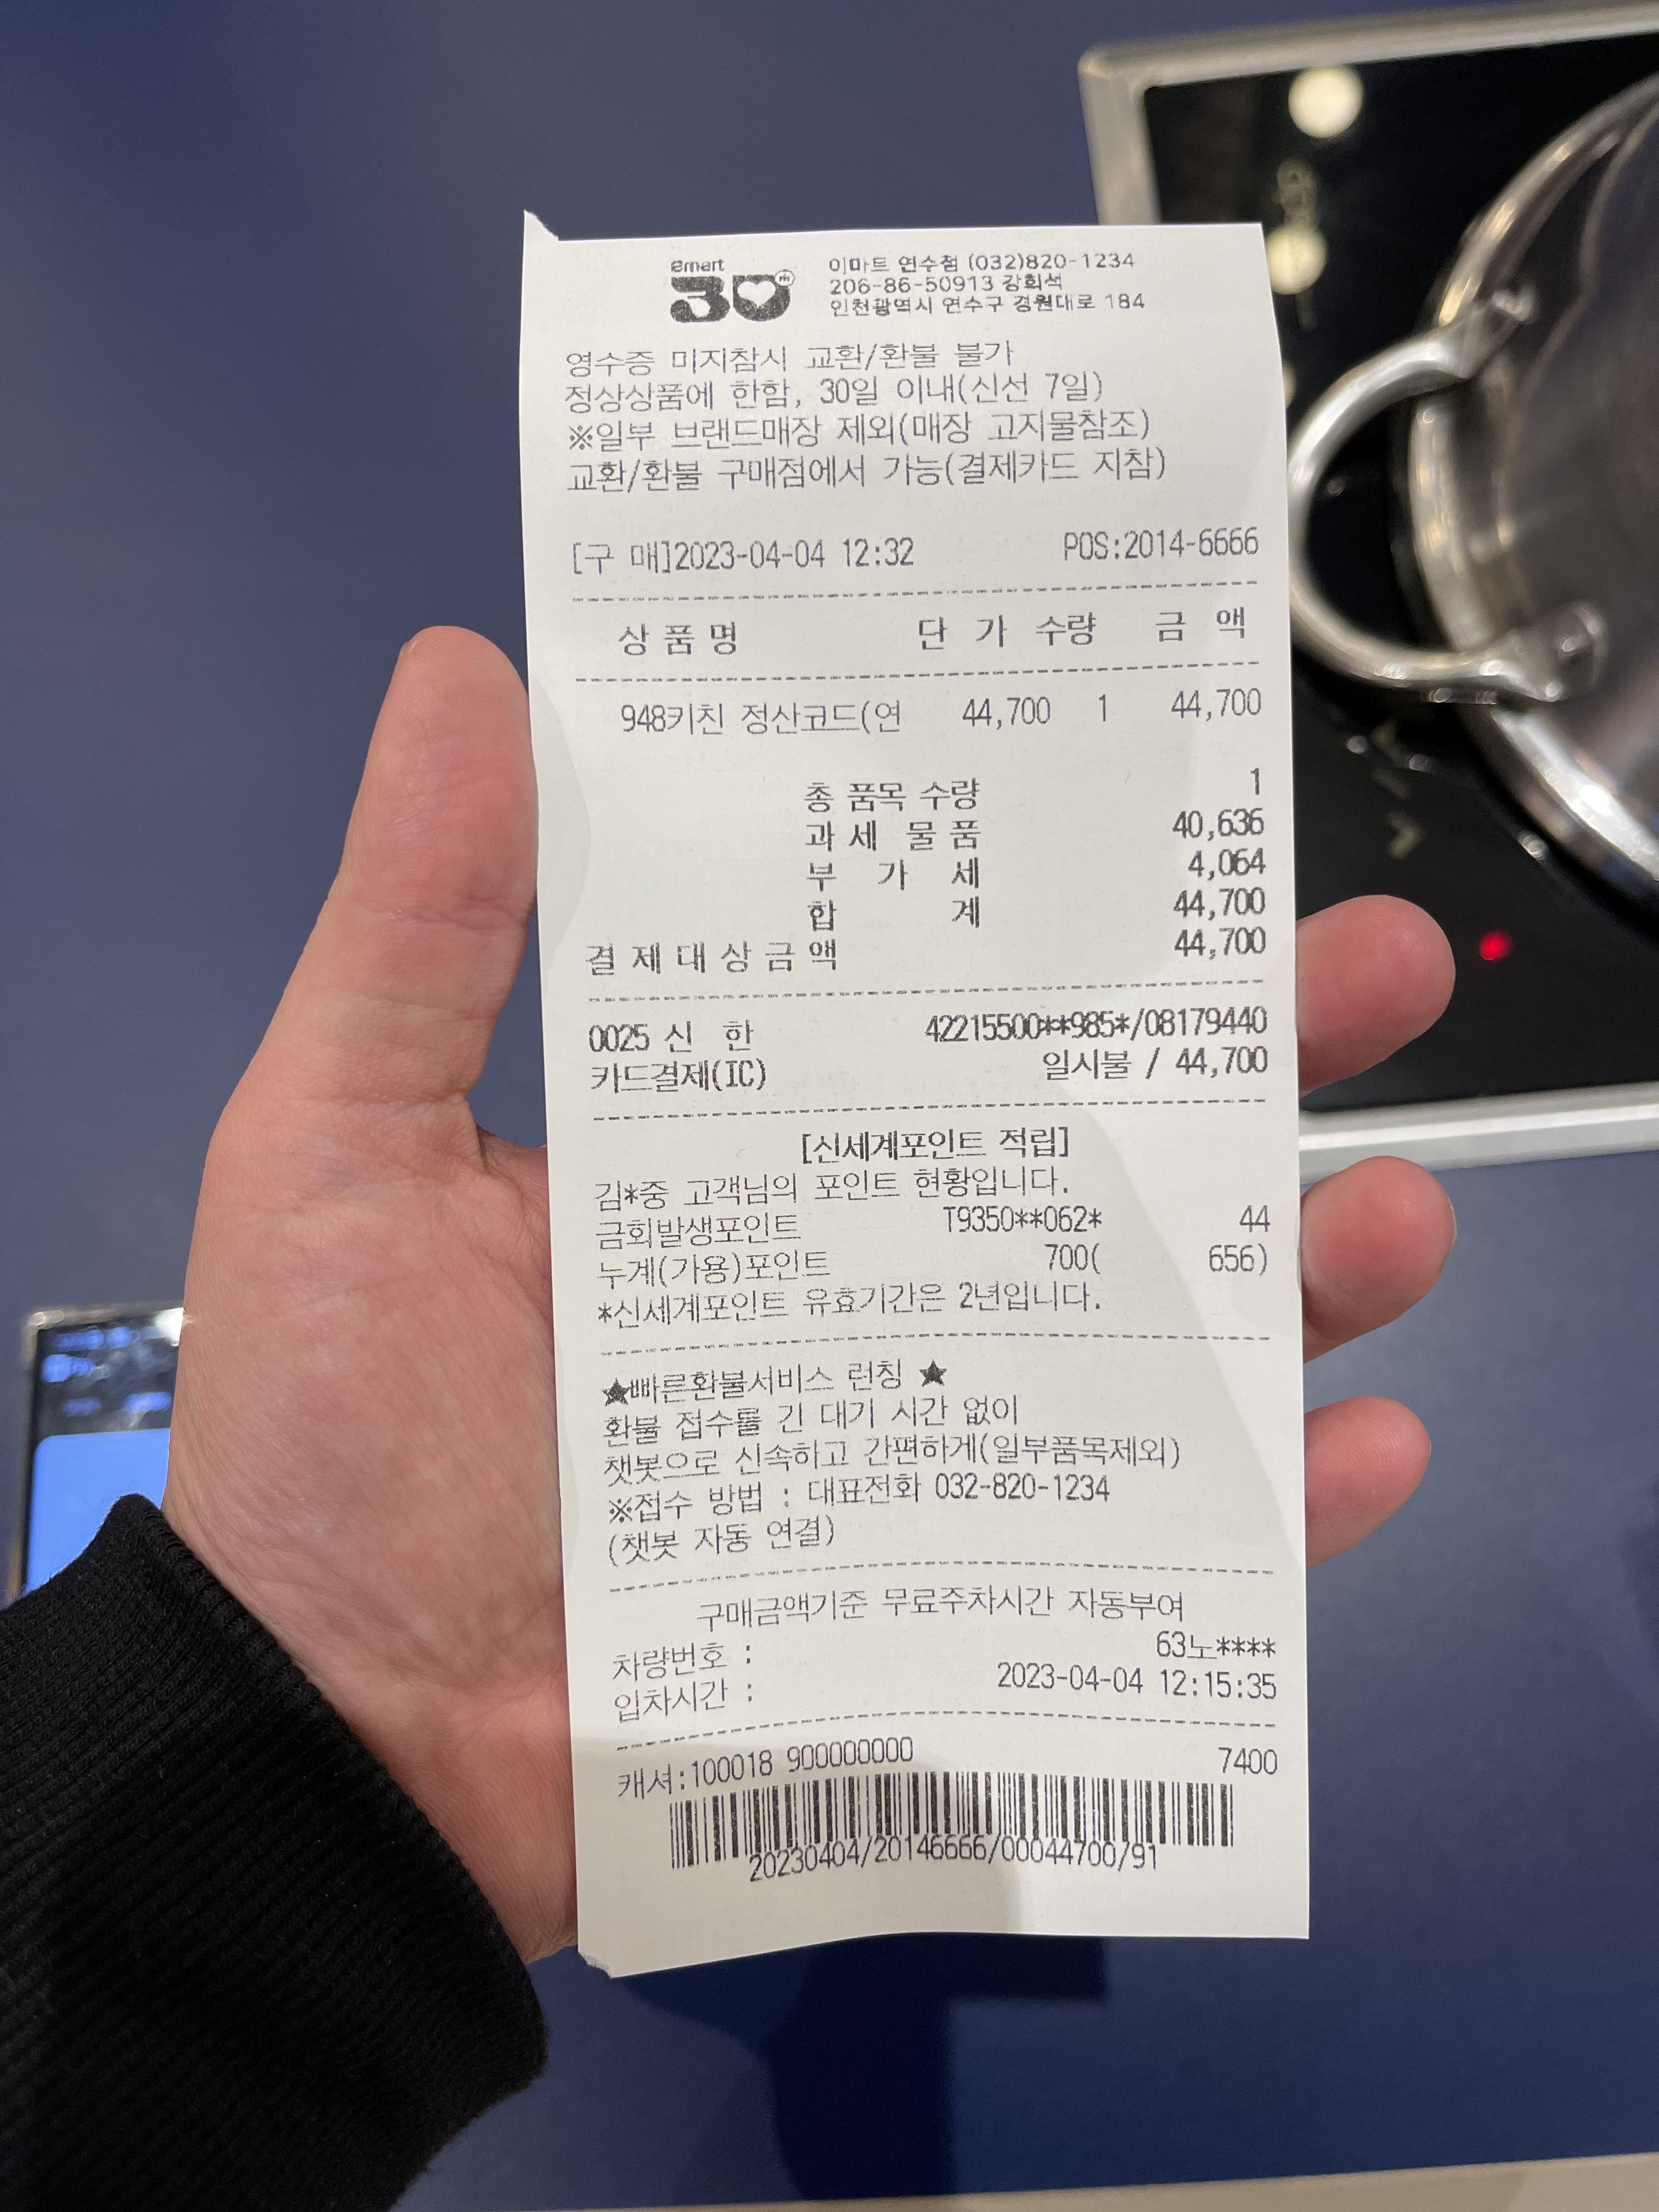 emart
30
이마트 연수점 (032)820-1234
206-86-50913 강희석
인천광역시 연수구 경원대로 184
영수증 미지참시 교환/환불 불가
정상상품에 한함, 30일 이내(신선 7일)
※일부 브랜드매장 제외(매장 고지물참조)
교환/환불 구매점에서 가능(결제카드 지참)
[구 매]2023-04-04 12:32 POS:2014-6666
상 품 명 단 가 수량 금 액
948키친 정산코드(연 44,700 1 44,700
총 품목 수량 1
과 세 물 품 40,636
부 가 세 4,064
합 계 44,700
결 제 대 상 금 액 44,700
0025 신 한 42215500**985*/08179440
카드결제(IC) 일시불 / 44,700
[신세계포인트 적립]
김*중 고객님의 포인트 현황입니다.
금회발생포인트 T9350**062* 44
누계(가용)포인트 700( 656)
*신세계포인트 유효기간은 2년입니다.
★빠른환불서비스 런칭 ★
환불 접수를 긴 대기 시간 없이
챗봇으로 신속하고 간편하게(일부품목제외)
※접수 방법 : 대표전화 032-820-1234
(챗봇 자동 연결)
구매금액기준 무료주차시간 자동부여
차량번호 : 63노****
입차시간 : 2023-04-04 12:15:35
캐셔:100018 900000000 7400
20230404/20146666/00044700/91